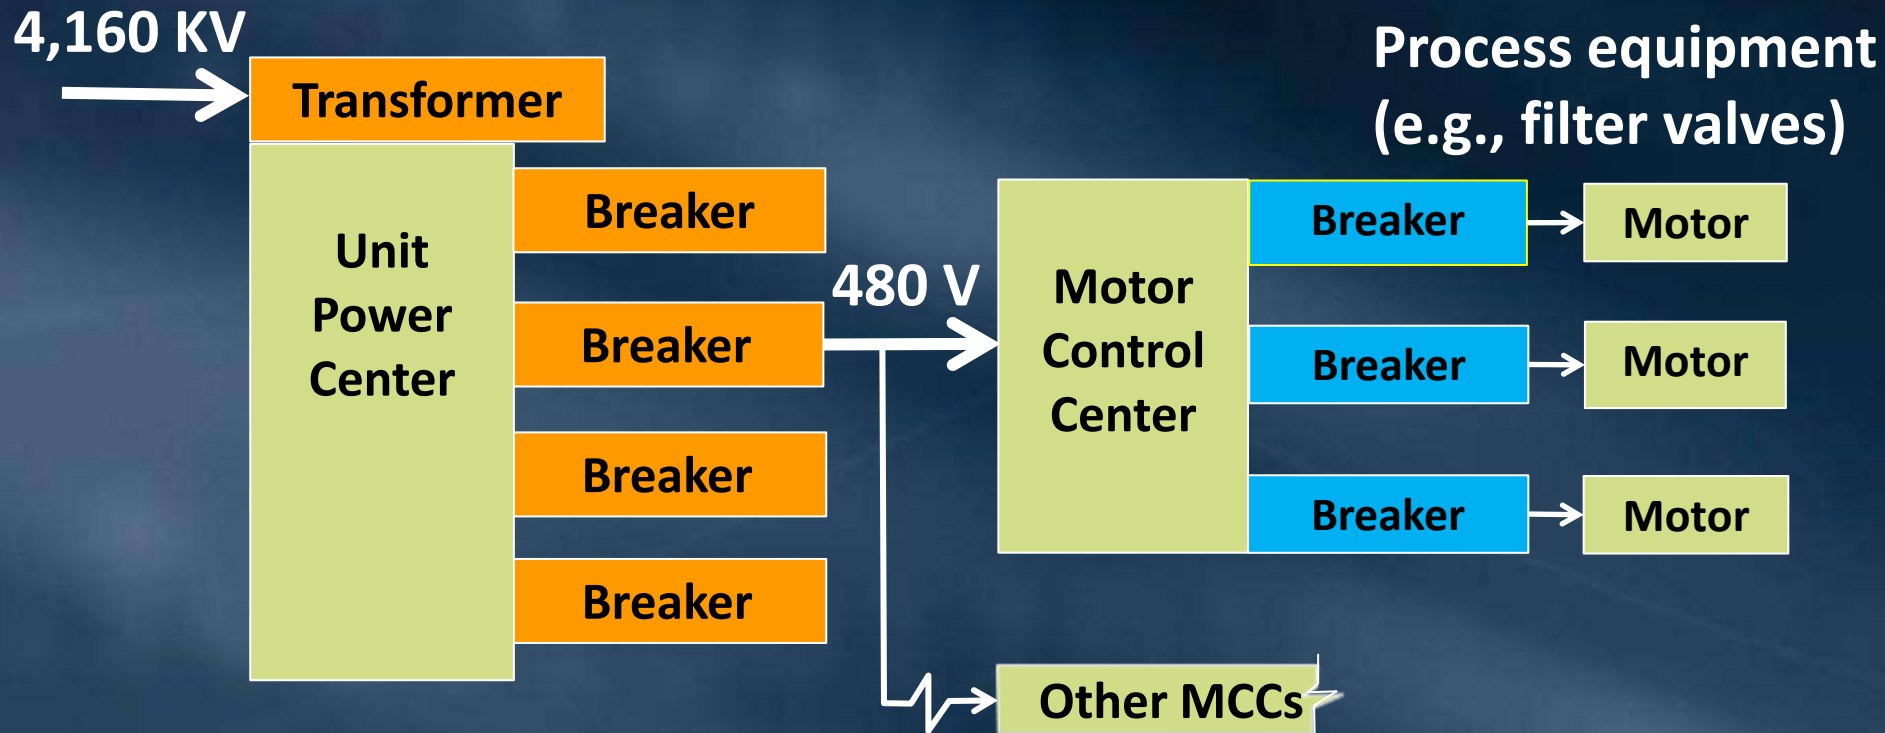 4,160 KV
Transformer
Unit
Power
Center
Breaker
Breaker
Breaker
Breaker
480 V
Motor
Control
Center
Process equipment
(e.g., filter valves)
Breaker
Motor
Breaker
Motor
Breaker
Motor
Other MCCs